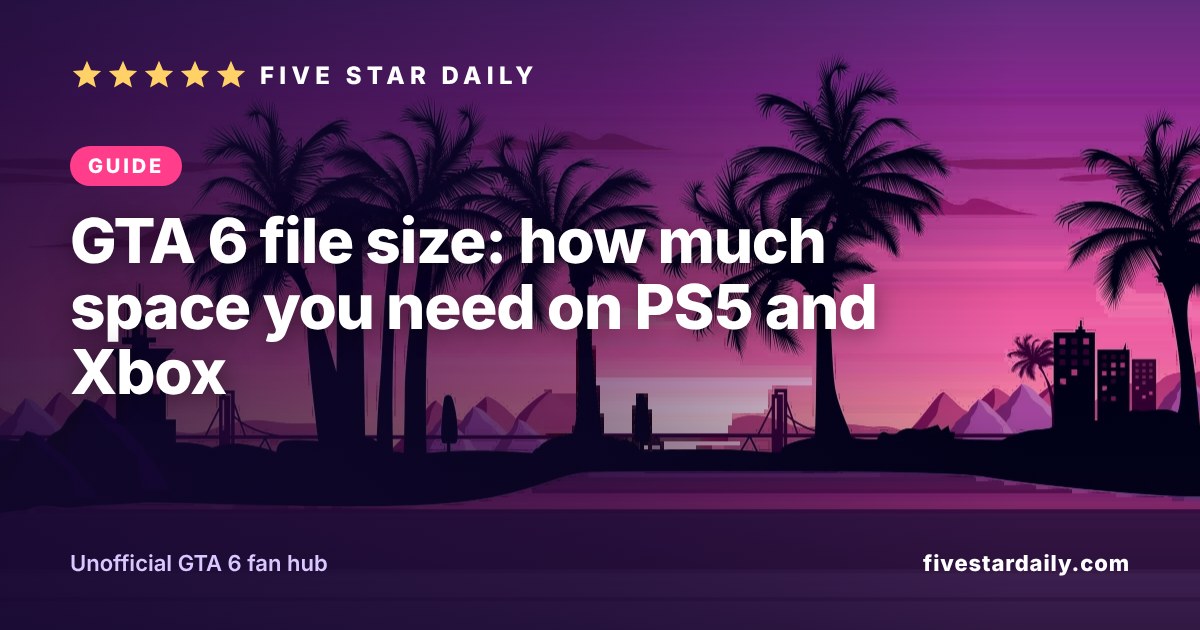 FIVE STAR DAILY
GUIDE
GTA 6 file size: how much
space you need on PS5 and
Xbox
Unofficial GTA 6 fan hub
fivestardaily.com